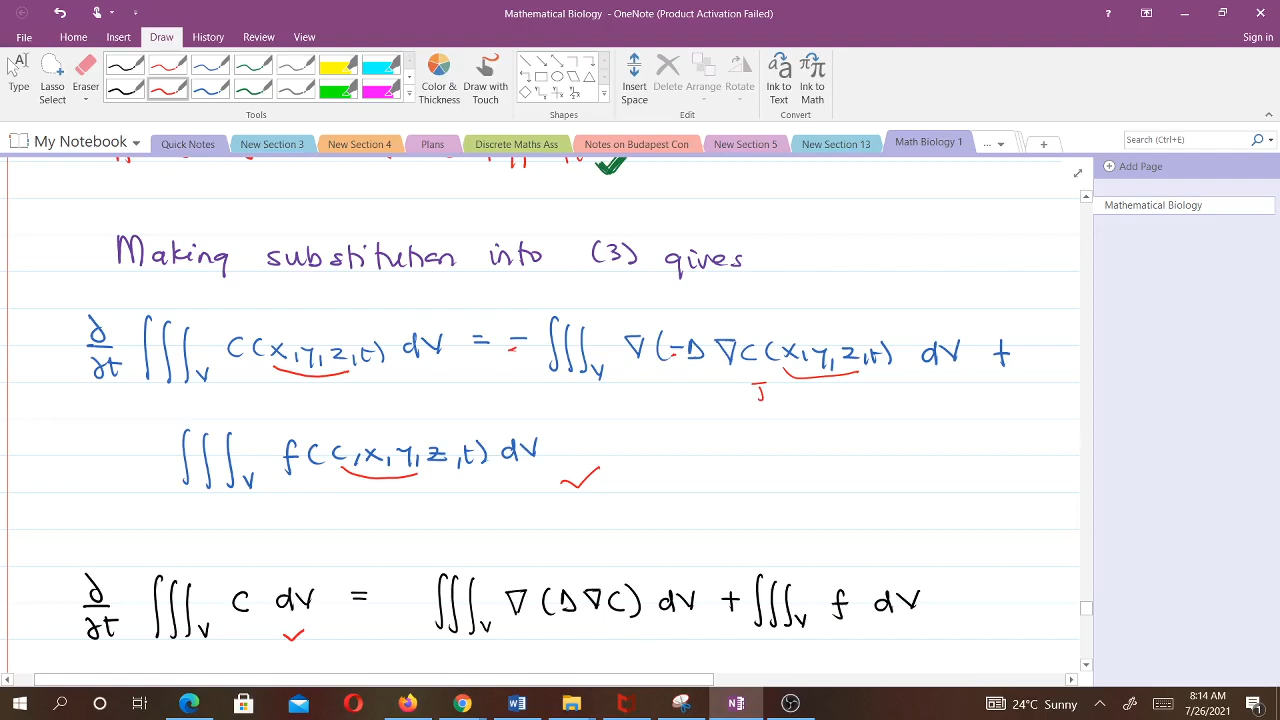 Mathematical Biology - OneNote (Product Activation Failed)
File Home Insert Draw History Review View
Type Lasso Select Eraser Color & Thickness Draw with Touch Insert Space Delete Arrange Rotate Ink to Text Ink to Math
Tools Shapes Edit Convert
My Notebook Quick Notes New Section 3 New Section 4 Plans Discrete Maths Ass Notes on Budapest Con New Section 5 New Section 13 Math Biology 1 ... Search (Ctrl+E)
Add Page
Mathematical Biology
Making substitution into (3) gives
∂/∂t ∭_V C(x,y,z,t) dV = - ∭_V ∇(-D ∇C(x,y,z,t) dV +
J
∭_V f(C,x,y,z,t) dV
∂/∂t ∭_V C dV = ∭_V ∇(D∇C) dV + ∭_V f dV
24°C Sunny 8:14 AM
7/26/2021